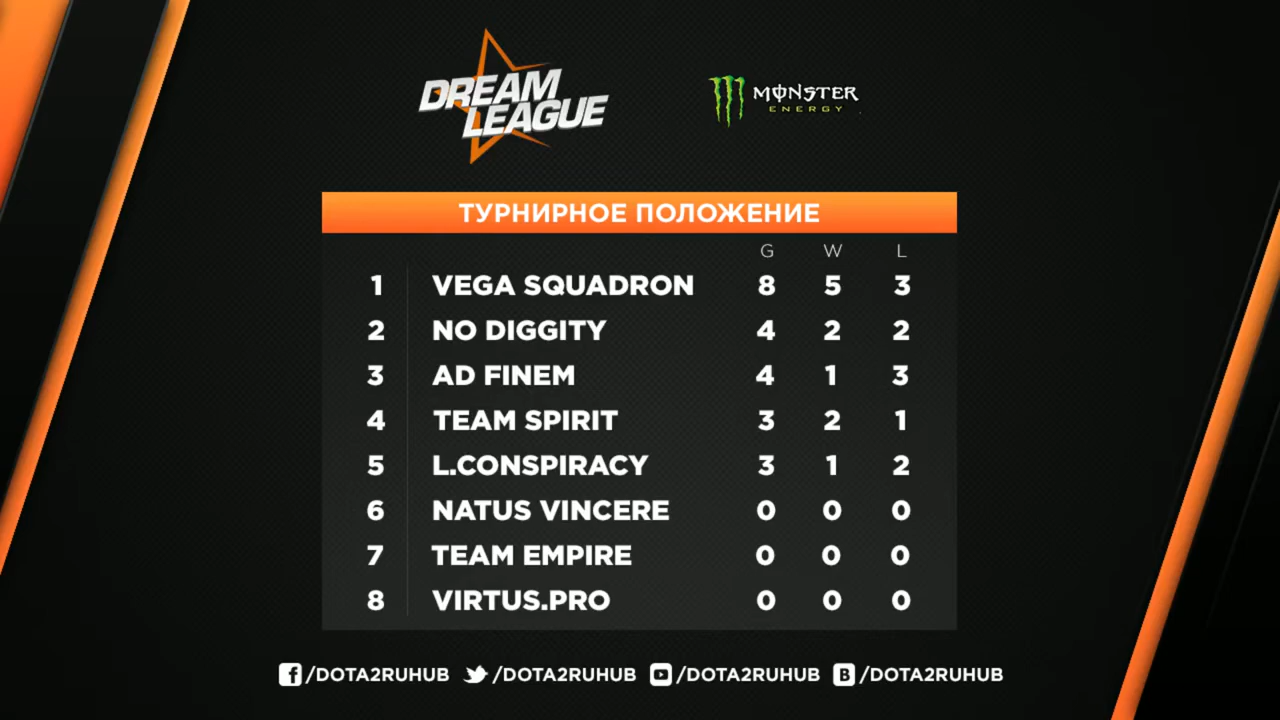 DREAM
LEAGUE
MONSTER
ENERGY
ТУРНИРНОЕ ПОЛОЖЕНИЕ
G W L
1 VEGA SQUADRON 8 5 3
2 NO DIGGITY 4 2 2
3 AD FINEM 4 1 3
4 TEAM SPIRIT 3 2 1
5 L.CONSPIRACY 3 1 2
6 NATUS VINCERE 0 0 0
7 TEAM EMPIRE 0 0 0
8 VIRTUS.PRO 0 0 0
/DOTA2RUHUB /DOTA2RUHUB /DOTA2RUHUB /DOTA2RUHUB